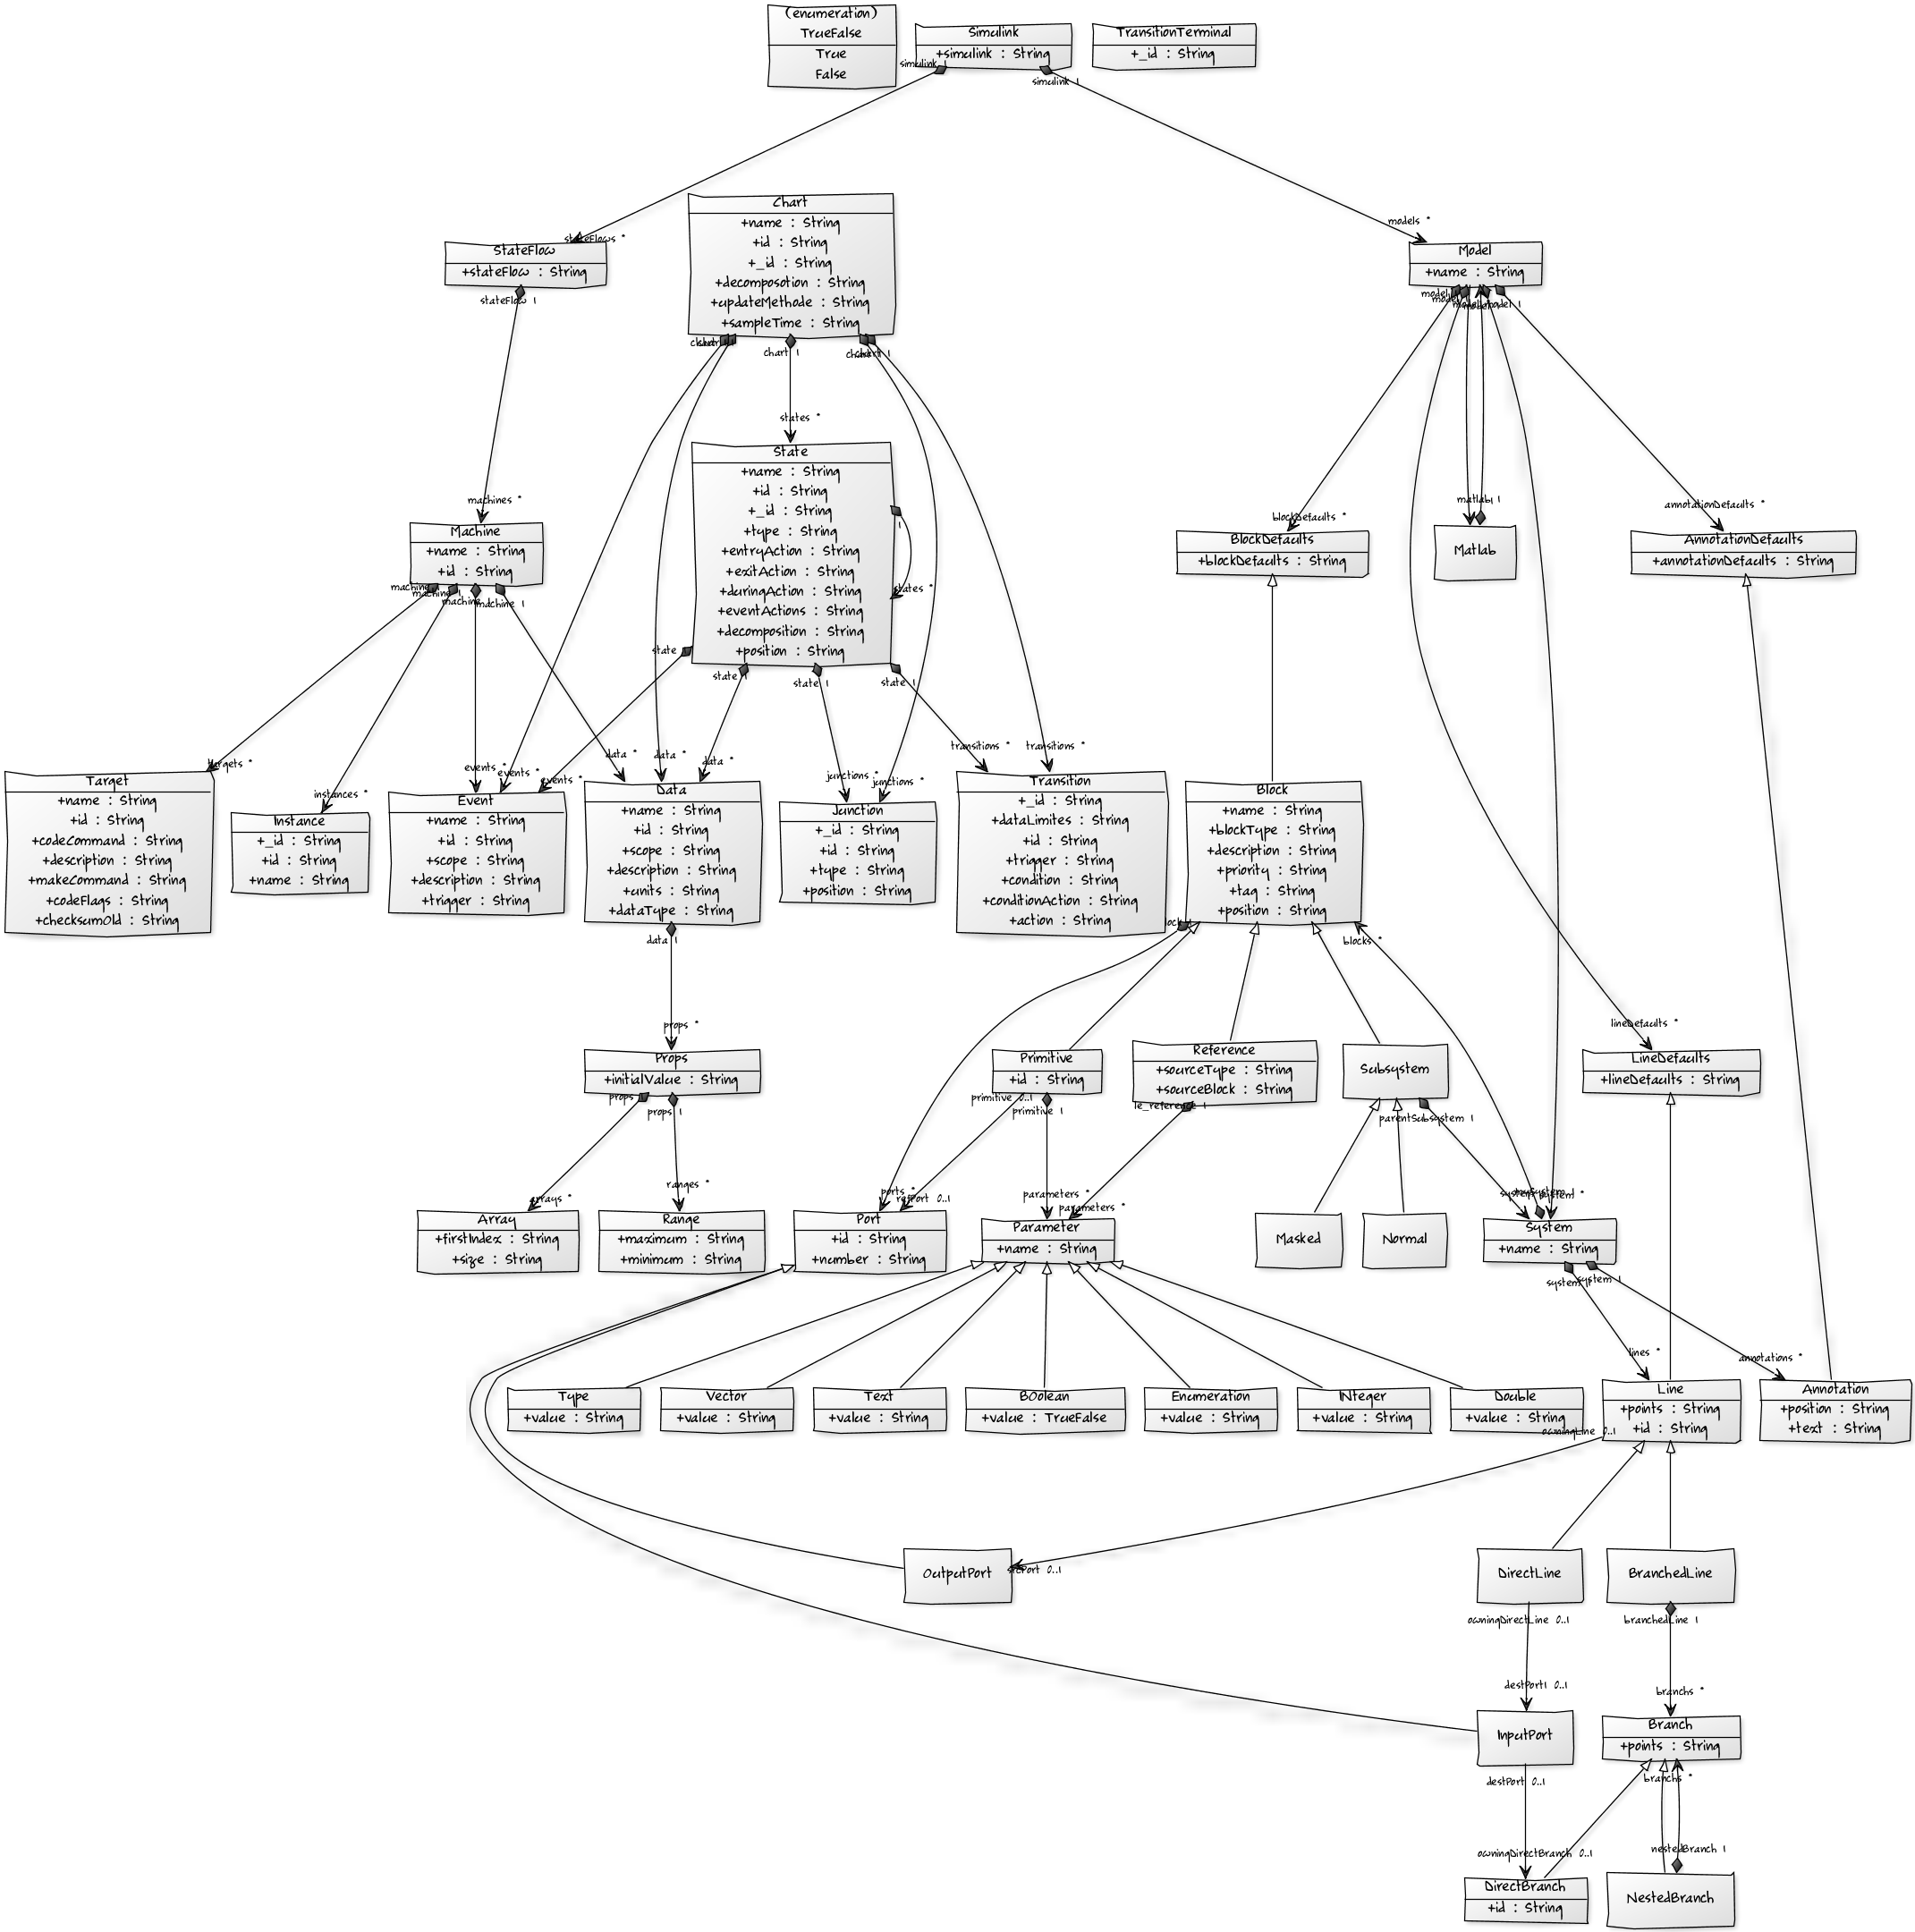 (enumeration)
TrueFalse
True
False
Simulink
+simulink : String
TransitionTerminal
+_id : String
simulink 1
simulink 1
stateFlows *
models *
StateFlow
+stateFlow : String
stateFlow 1
Chart
+name : String
+id : String
+_id : String
+decomposotion : String
+updateMethode : String
+sampleTime : String
chart 1
chart 1
chart 1
states *
Model
+name : String
model 1
State
+name : String
+id : String
+_id : String
+type : String
+entryAction : String
+exitAction : String
+duringAction : String
+eventActions : String
+decomposition : String
+position : String
1
states *
state
state 1
state 1
state 1
machines *
Machine
+name : String
+id : String
machine
machine 1
machine
machine 1
blockDefaults *
BlockDefaults
+blockDefaults : String
matlab1 1
Matlab
annotationDefaults *
AnnotationDefaults
+annotationDefaults : String
targets *
instances *
events *
events *
events *
data *
data *
data *
junctions *
junctions *
transitions *
transitions *
Target
+name : String
+id : String
+codeCommand : String
+description : String
+makeCommand : String
+codeFlags : String
+checksumOld : String
Instance
+_id : String
+id : String
+name : String
Event
+name : String
+id : String
+scope : String
+description : String
+trigger : String
Data
+name : String
+id : String
+scope : String
+description : String
+units : String
+dataType : String
data 1
Junction
+_id : String
+id : String
+type : String
+position : String
Transition
+_id : String
+dataLimites : String
+id : String
+trigger : String
+condition : String
+conditionAction : String
+action : String
Block
+name : String
+blockType : String
+description : String
+priority : String
+tag : String
+position : String
blocks *
props *
Props
+initialValue : String
props
props 1
Primitive
+id : String
primitive 0..1
primitive 1
Reference
+sourceType : String
+sourceBlock : String
le_reference 1
Subsystem
parentSubsystem 1
lineDefaults *
LineDefaults
+lineDefaults : String
arrays *
ranges *
ports *
refPort 0..1
parameters *
parameters *
Array
+firstIndex : String
+size : String
Range
+maximum : String
+minimum : String
Port
+id : String
+number : String
Parameter
+name : String
Masked
Normal
System
+name : String
system
system 1
lines *
annotations *
Type
+value : String
Vector
+value : String
Text
+value : String
BOolean
+value : TrueFalse
Enumeration
+value : String
INteger
+value : String
Double
+value : String
Line
+points : String
+id : String
owningLine 0..1
Annotation
+position : String
+text : String
OutputPort
srcPort 0..1
DirectLine
owningDirectLine 0..1
BranchedLine
branchedLine 1
destPort1 0..1
branchs *
InputPort
destPort 0..1
Branch
+points : String
branchs *
owningDirectBranch 0..1
nestedBranch 1
DirectBranch
+id : String
NestedBranch